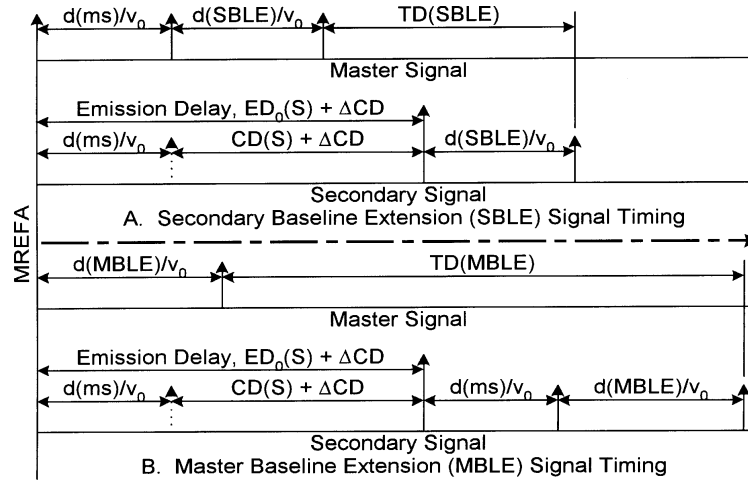 d(ms)/v₀ d(SBLE)/v₀ TD(SBLE)
Master Signal
Emission Delay, ED₀(S) + ΔCD
d(ms)/v₀ CD(S) + ΔCD d(SBLE)/v₀
Secondary Signal
A. Secondary Baseline Extension (SBLE) Signal Timing
MREFA
d(MBLE)/v₀ TD(MBLE)
Master Signal
Emission Delay, ED₀(S) + ΔCD
d(ms)/v₀ CD(S) + ΔCD d(ms)/v₀ d(MBLE)/v₀
Secondary Signal
B. Master Baseline Extension (MBLE) Signal Timing